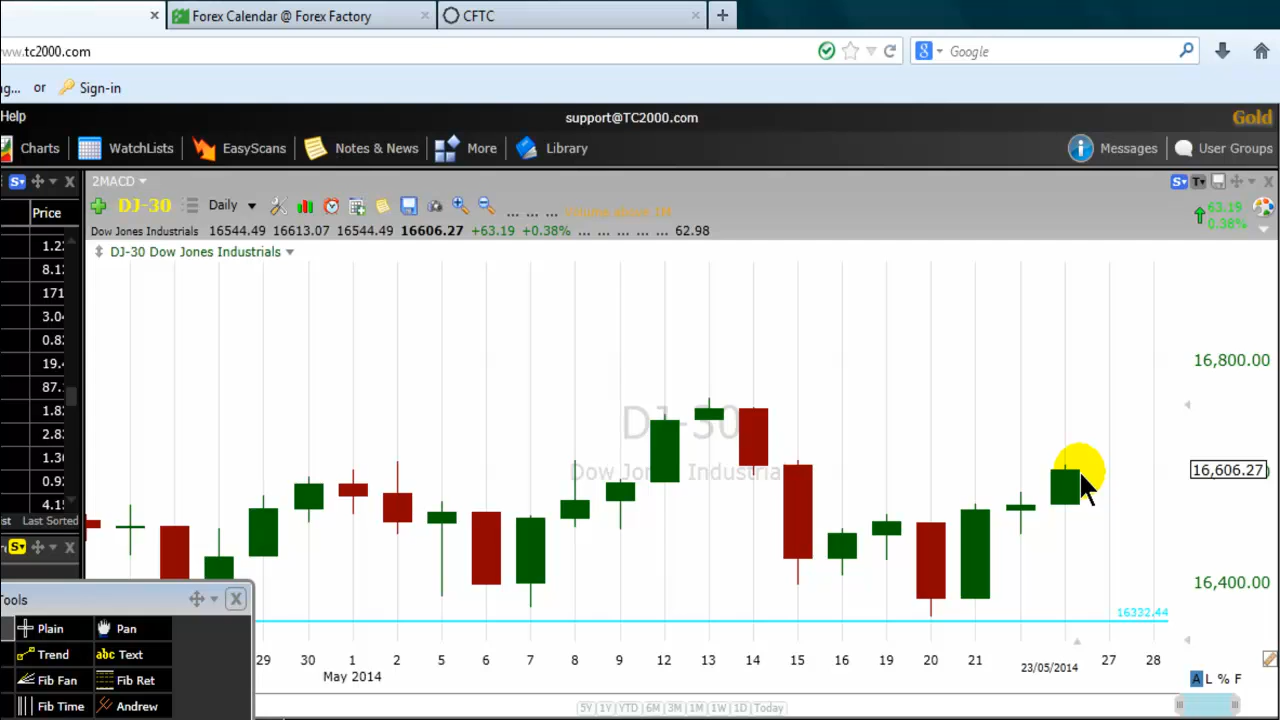 Forex Calendar @ Forex Factory
CFTC
ww.tc2000.com
Google
g... or Sign-in
Help
support@TC2000.com
Gold
Charts
WatchLists
EasyScans
Notes & News
More
Library
Messages
User Groups
2MACD
Price
DJ-30
Daily
... ... ... Volume above 1M
63.19
0.38%
Dow Jones Industrials 16544.49 16613.07 16544.49 16606.27 +63.19 +0.38% ... ... ... ... ... 62.98
DJ-30 Dow Jones Industrials
1.2
8.1
171
3.0
0.8
19.
87.
1.8
2.8
1.3
0.9
4.1
16,800.00
DJ-30
Dow Jones Industrials
16,606.27
ist Last Sorted
16,400.00
16332.44
Tools
Plain
Pan
Trend
abc Text
Fib Fan
Fib Ret
Fib Time
Andrew
29 30 1 2 5 6 7 8 9 12 13 14 15 16 19 20 21 23/05/2014 27 28
May 2014
A L % F
5Y 1Y YTD 6M 3M 1M 1W 1D Today